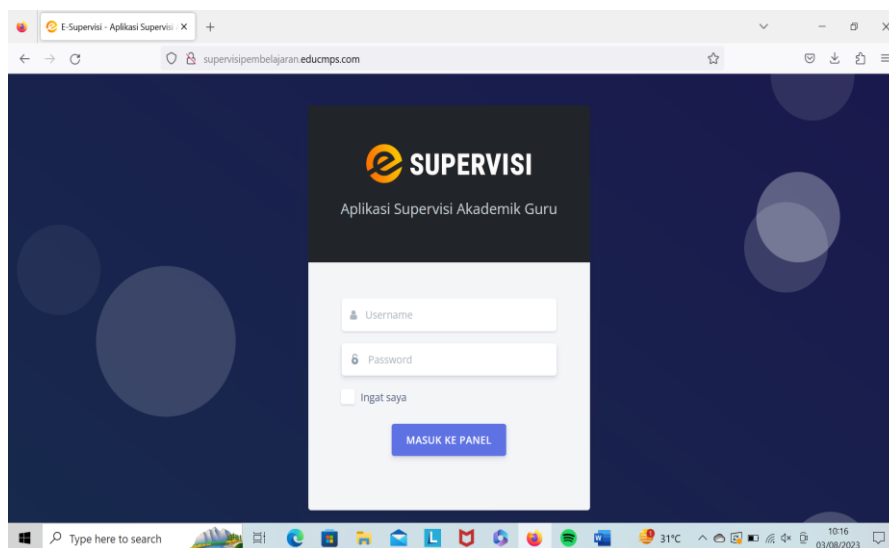 E-Supervisi - Aplikasi Supervisi A
supervisipembelajaran.educmps.com
SUPERVISI
Aplikasi Supervisi Akademik Guru
Username
Password
Ingat saya
MASUK KE PANEL
Type here to search
31°C
10:16
03/08/2023